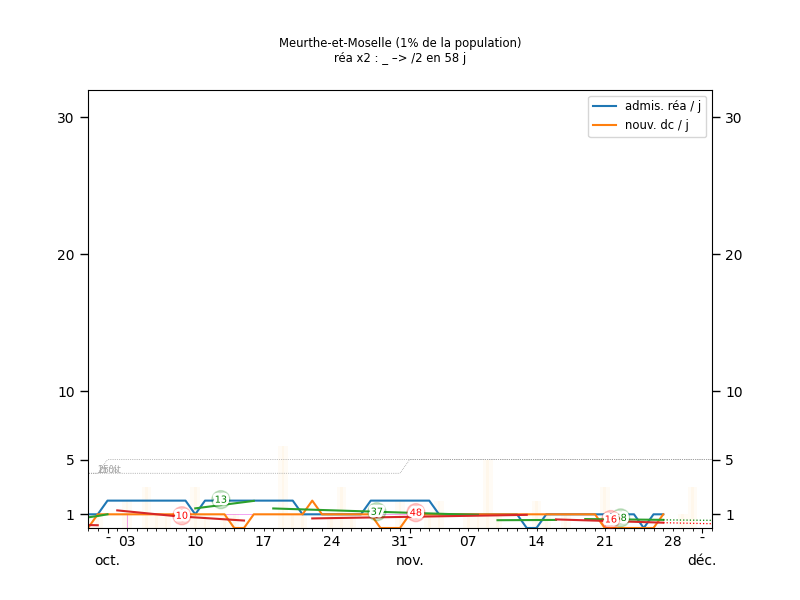 Meurthe-et-Moselle (1% de la population)
réa x2 : _ –> /2 en 58 j
admis. réa / j
nouv. dc / j
30 30
20 20
10 10
5 5
1 1
13
10
37
48
16
- 03 10 17 24 31- 07 14 21 28 -
oct. nov. déc.